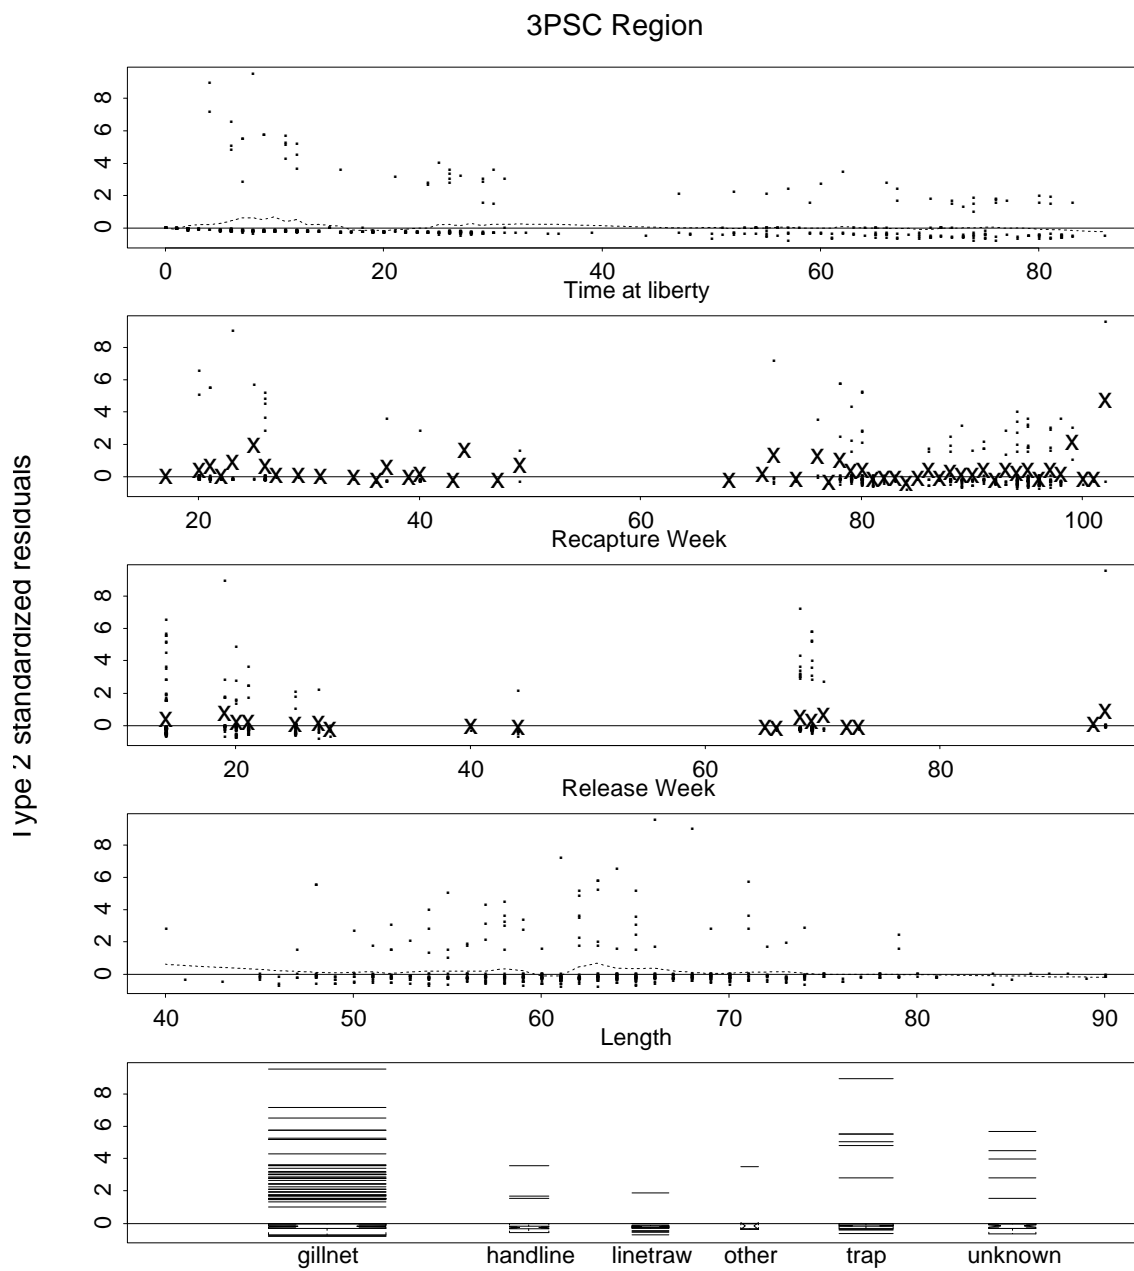 3PSC Region
Type 2 standardized residuals
0 2 4 6 8
0 20 40 60 80
Time at liberty
0 2 4 6 8
20 40 60 80 100
Recapture Week
0 2 4 6 8
20 40 60 80
Release Week
0 2 4 6 8
40 50 60 70 80 90
Length
0 2 4 6 8
gillnet handline linetraw other trap unknown